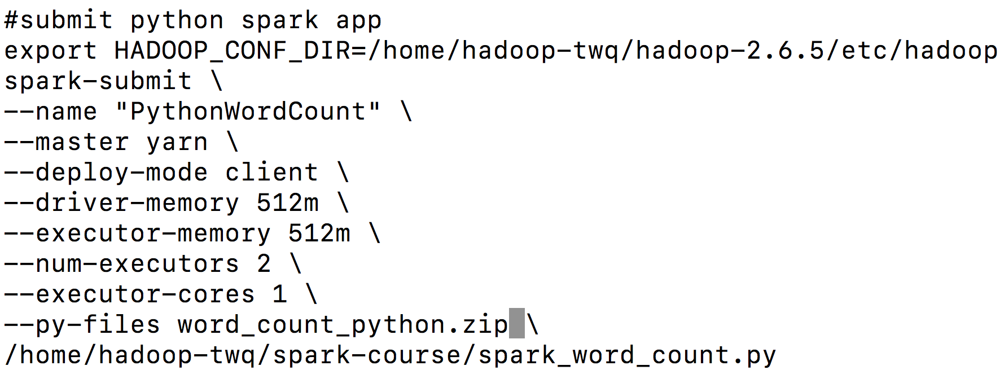 #submit python spark app
export HADOOP_CONF_DIR=/home/hadoop-twq/hadoop-2.6.5/etc/hadoop
spark-submit \
--name "PythonWordCount" \
--master yarn \
--deploy-mode client \
--driver-memory 512m \
--executor-memory 512m \
--num-executors 2 \
--executor-cores 1 \
--py-files word_count_python.zip \
/home/hadoop-twq/spark-course/spark_word_count.py